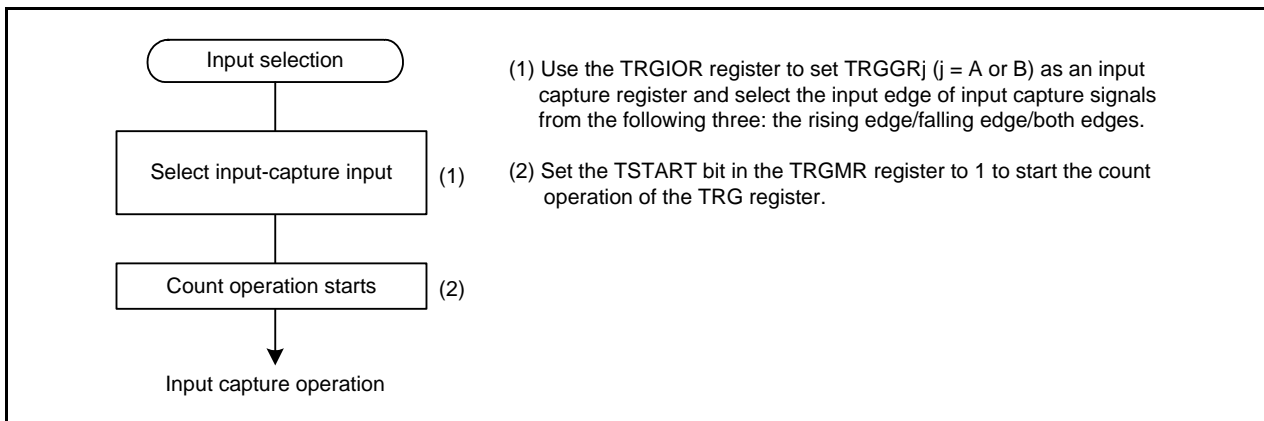 Input selection
Select input-capture input
(1)
Count operation starts
(2)
Input capture operation
(1) Use the TRGIOR register to set TRGGRj (j = A or B) as an input
capture register and select the input edge of input capture signals
from the following three: the rising edge/falling edge/both edges.
(2) Set the TSTART bit in the TRGMR register to 1 to start the count
operation of the TRG register.